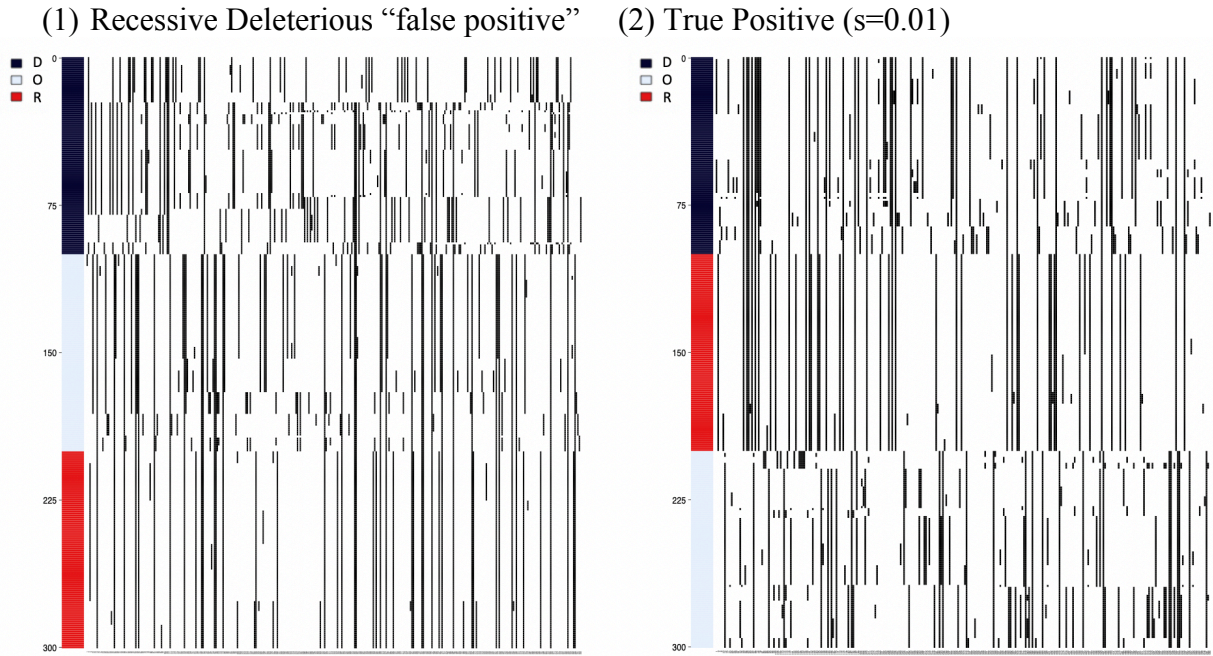 (1) Recessive Deleterious “false positive”
D
O
R
0
75
150
225
300
(2) True Positive (s=0.01)
D
O
R
0
75
150
225
300